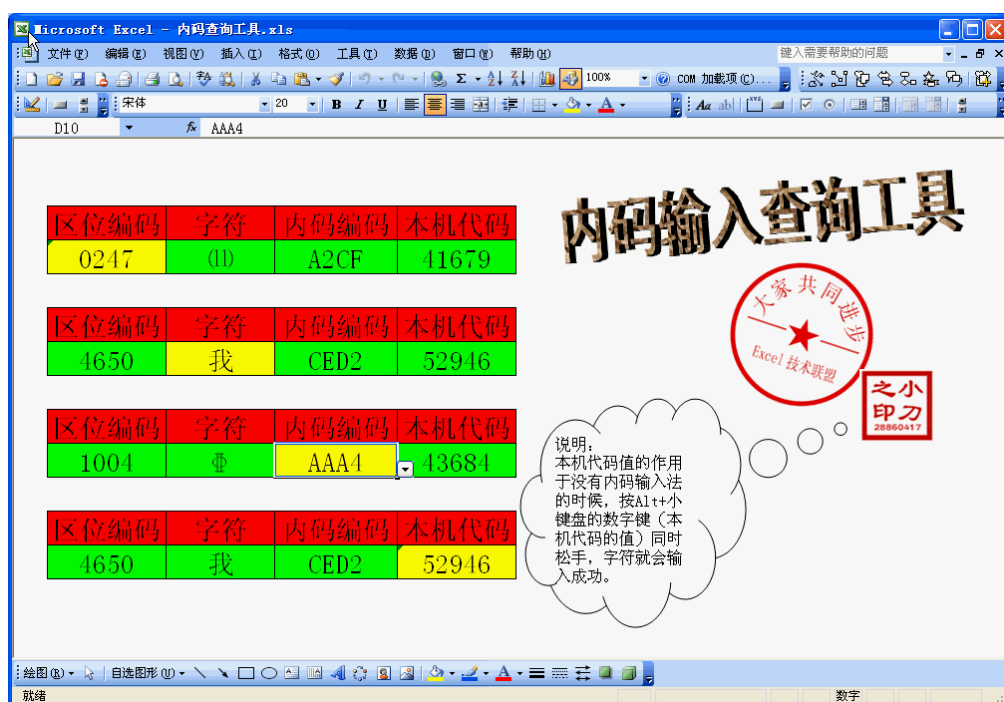 Microsoft Excel - 内码查询工具.xls
文件(F) 编辑(E) 视图(V) 插入(I) 格式(O) 工具(T) 数据(D) 窗口(W) 帮助(H) 键入需要帮助的问题
100% COM 加载项(C)...
宋体 20 B I U A Aa ab|
D10 fx AAA4
内码输入查询工具
区位编码 字符 内码编码 本机代码
0247 ⑾ A2CF 41679
大家共同进步
Excel 技术联盟
区位编码 字符 内码编码 本机代码
4650 我 CED2 52946
小刀之印
28860417
区位编码 字符 内码编码 本机代码
1004 Φ AAA4 43684
说明:
本机代码值的作用
于没有内码输入法
的时候，按Alt+小
键盘的数字键（本
机代码的值）同时
松手，字符就会输
入成功。
区位编码 字符 内码编码 本机代码
4650 我 CED2 52946
绘图(R) 自选图形(U) A
就绪 数字